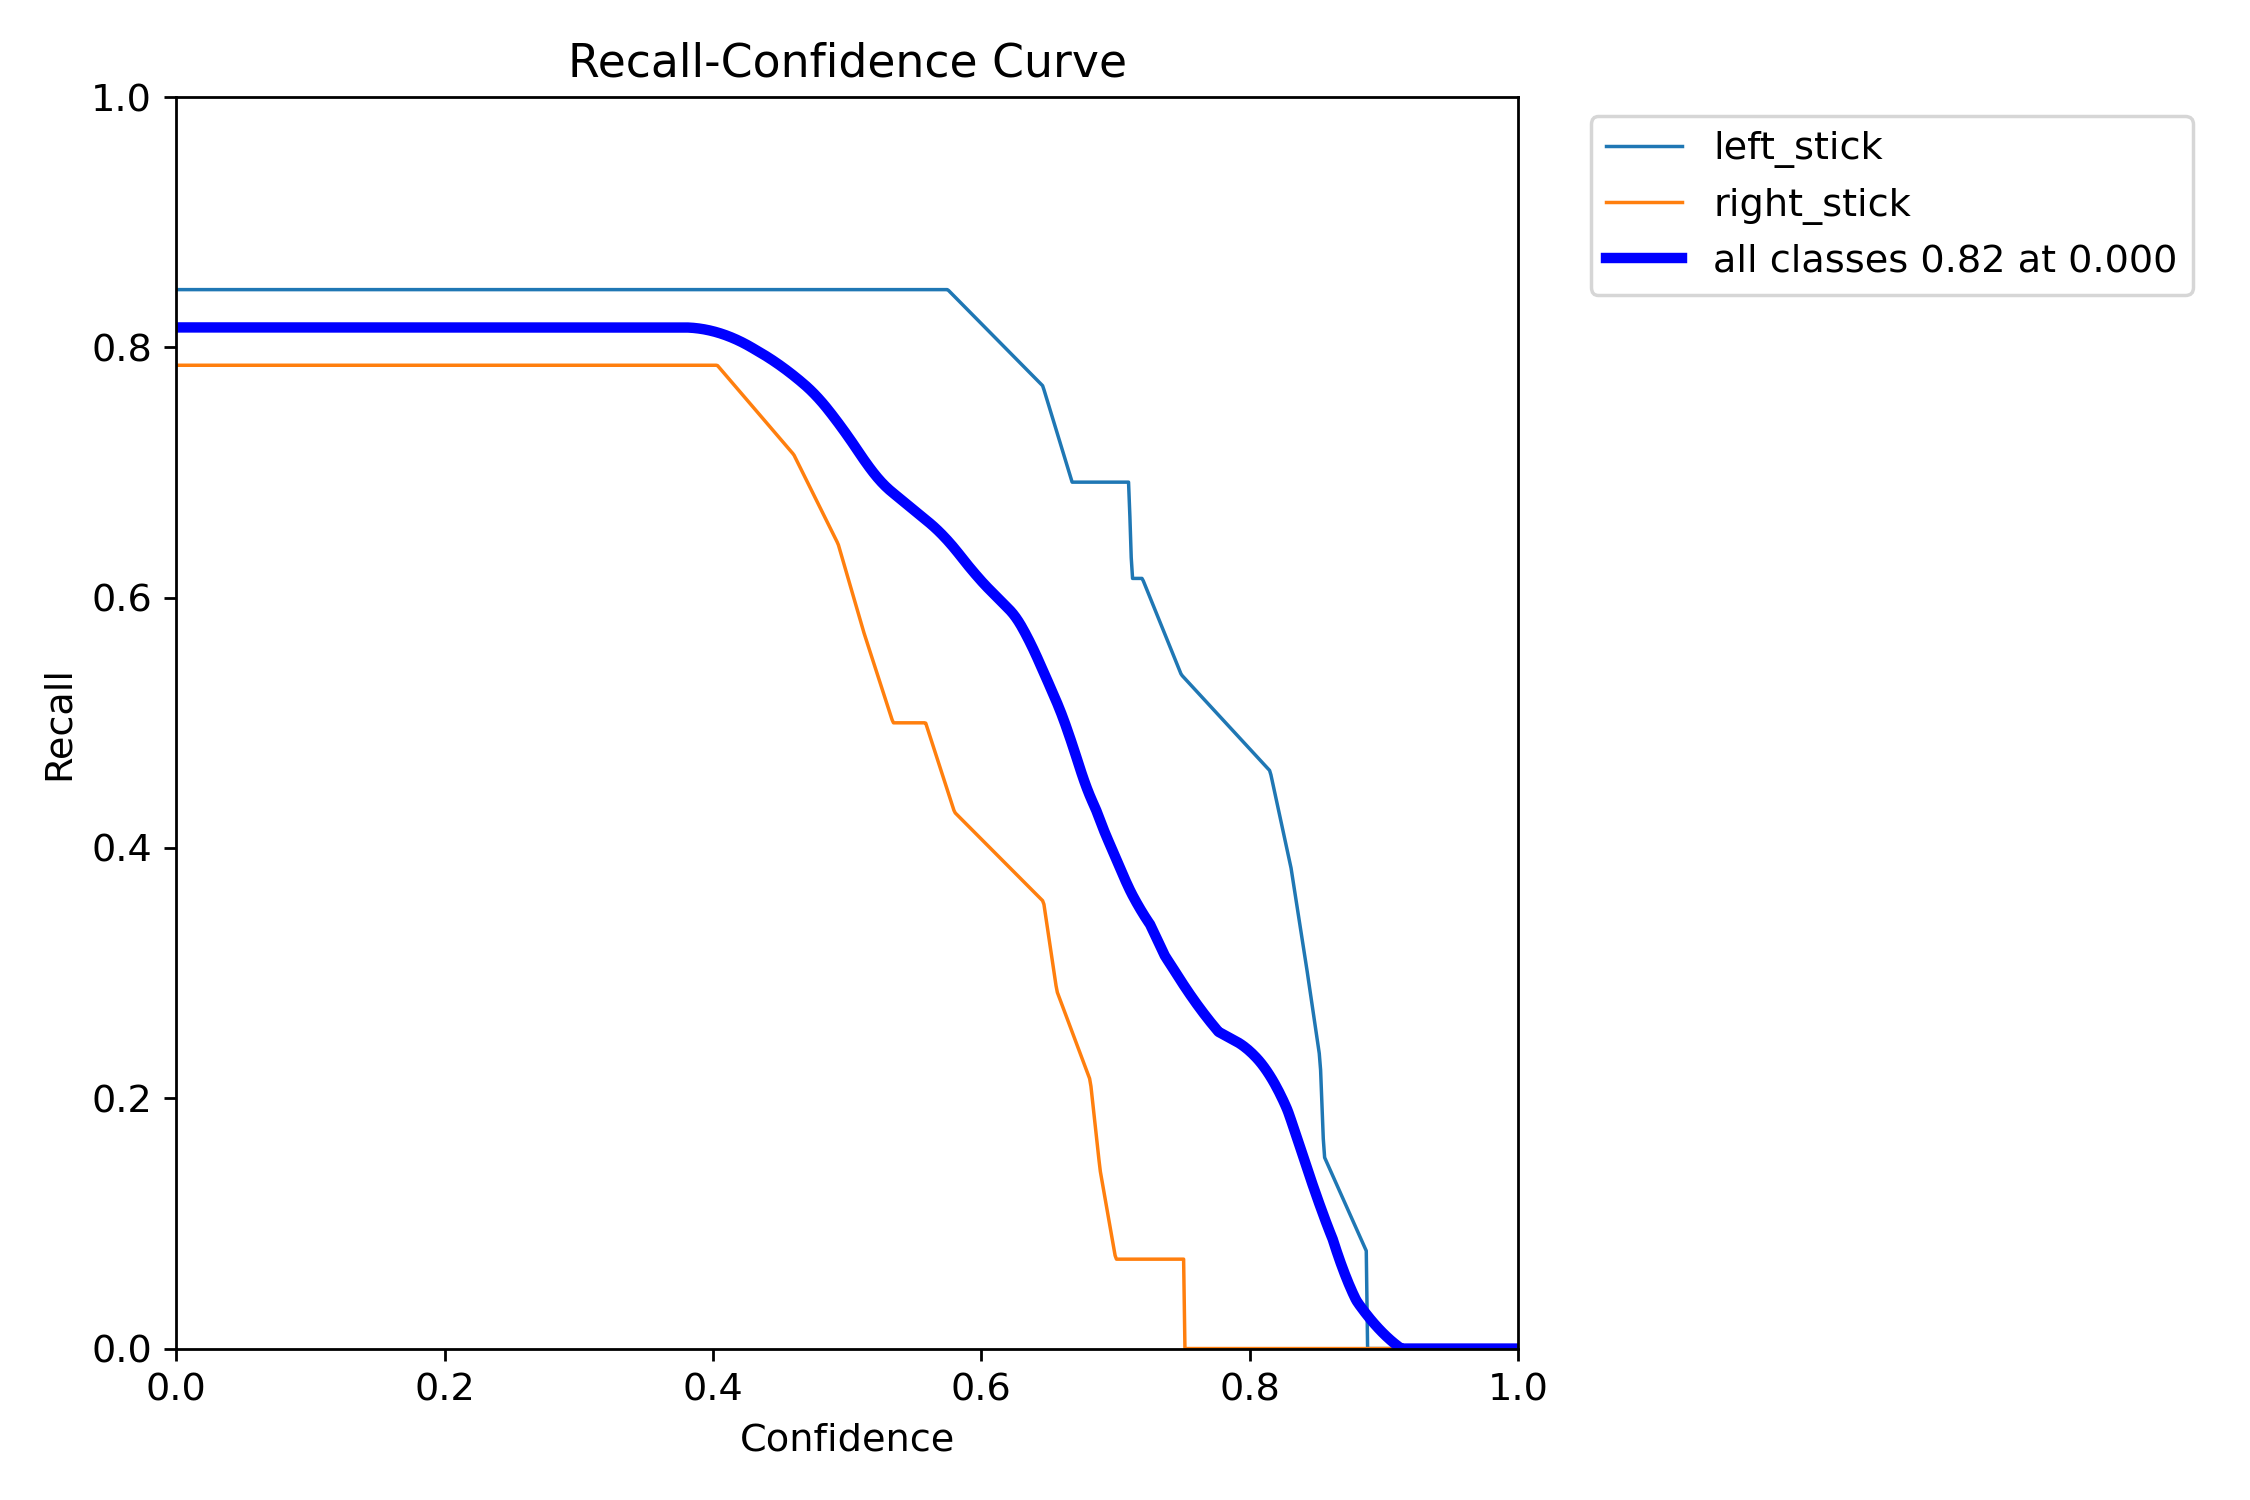 Recall-Confidence Curve
1.0
0.8
0.6
0.4
0.2
0.0
Recall
0.0 0.2 0.4 0.6 0.8 1.0
Confidence
left_stick
right_stick
all classes 0.82 at 0.000